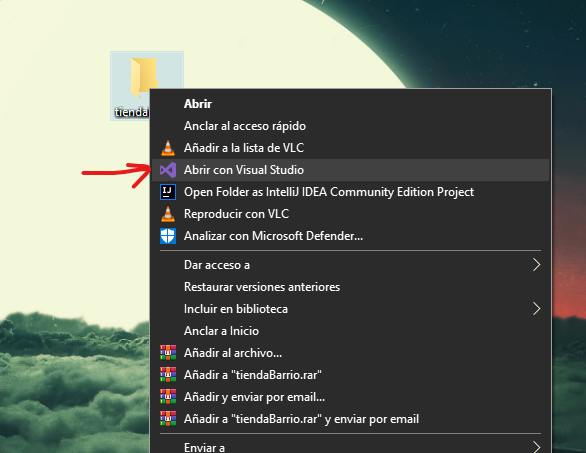 tienda
Abrir
Anclar al acceso rápido
Añadir a la lista de VLC
Abrir con Visual Studio
IJ
Open Folder as IntelliJ IDEA Community Edition Project
Reproducir con VLC
Analizar con Microsoft Defender...
Dar acceso a
Restaurar versiones anteriores
Incluir en biblioteca
Anclar a Inicio
Añadir al archivo...
Añadir a "tiendaBarrio.rar"
Añadir y enviar por email...
Añadir a "tiendaBarrio.rar" y enviar por email
Enviar a